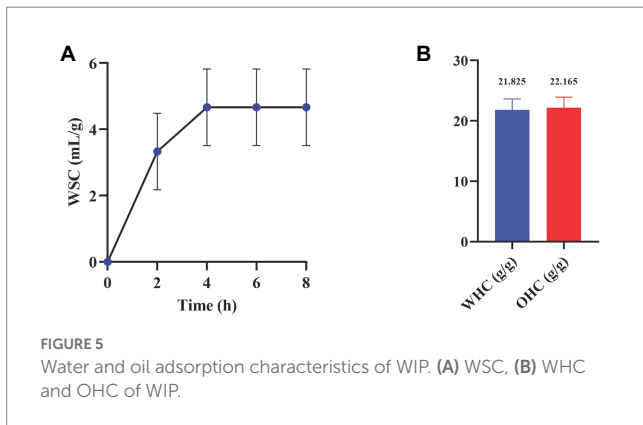 A
WSC (mL/g)
6
4
2
0
0 2 4 6 8
Time (h)
B
30
20
10
0
21.825 22.165
WHC (g/g) OHC (g/g)
FIGURE 5
Water and oil adsorption characteristics of WIP. (A) WSC, (B) WHC
and OHC of WIP.